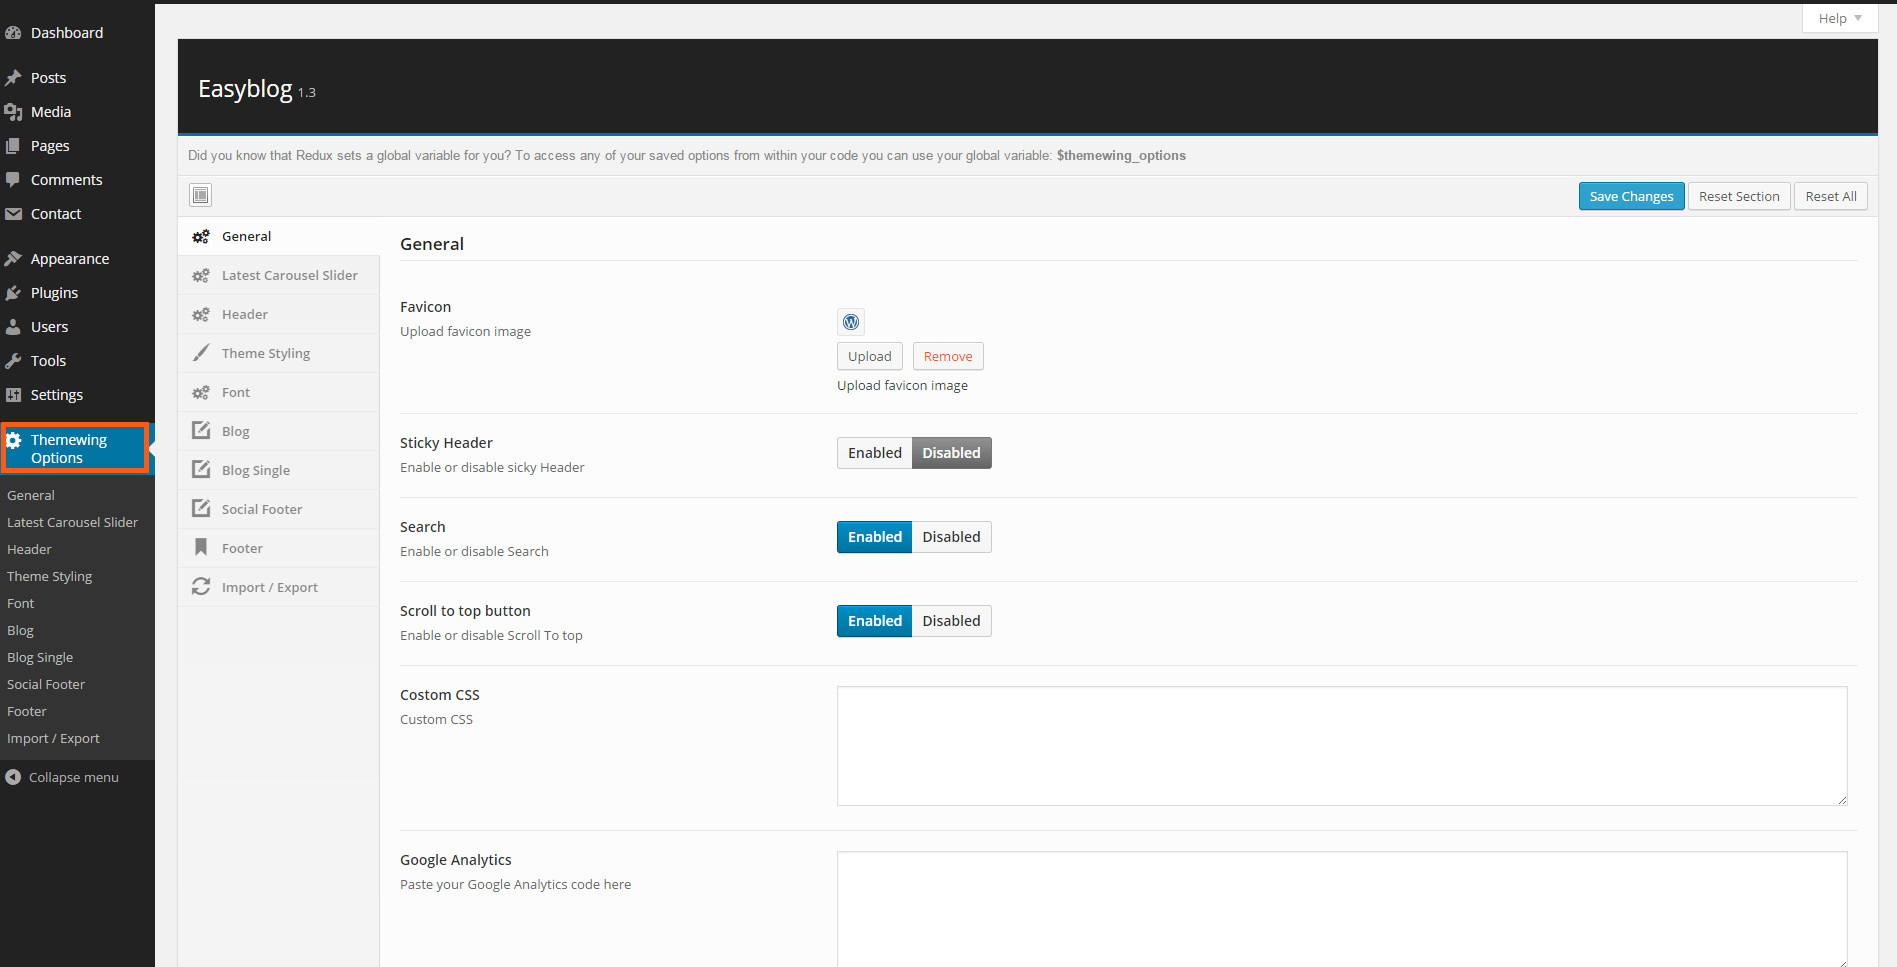 Help
Dashboard
Posts
Media
Pages
Comments
Contact
Appearance
Plugins
Users
Tools
Settings
Themewing
Options
General
Latest Carousel Slider
Header
Theme Styling
Font
Blog
Blog Single
Social Footer
Footer
Import / Export
Collapse menu
Easyblog 1.3
Did you know that Redux sets a global variable for you? To access any of your saved options from within your code you can use your global variable: $themewing_options
Save Changes
Reset Section
Reset All
General
Latest Carousel Slider
Header
Theme Styling
Font
Blog
Blog Single
Social Footer
Footer
Import / Export
General
Favicon
Upload favicon image
Upload
Remove
Upload favicon image
Sticky Header
Enable or disable sicky Header
Enabled
Disabled
Search
Enable or disable Search
Enabled
Disabled
Scroll to top button
Enable or disable Scroll To top
Enabled
Disabled
Costom CSS
Custom CSS
Google Analytics
Paste your Google Analytics code here